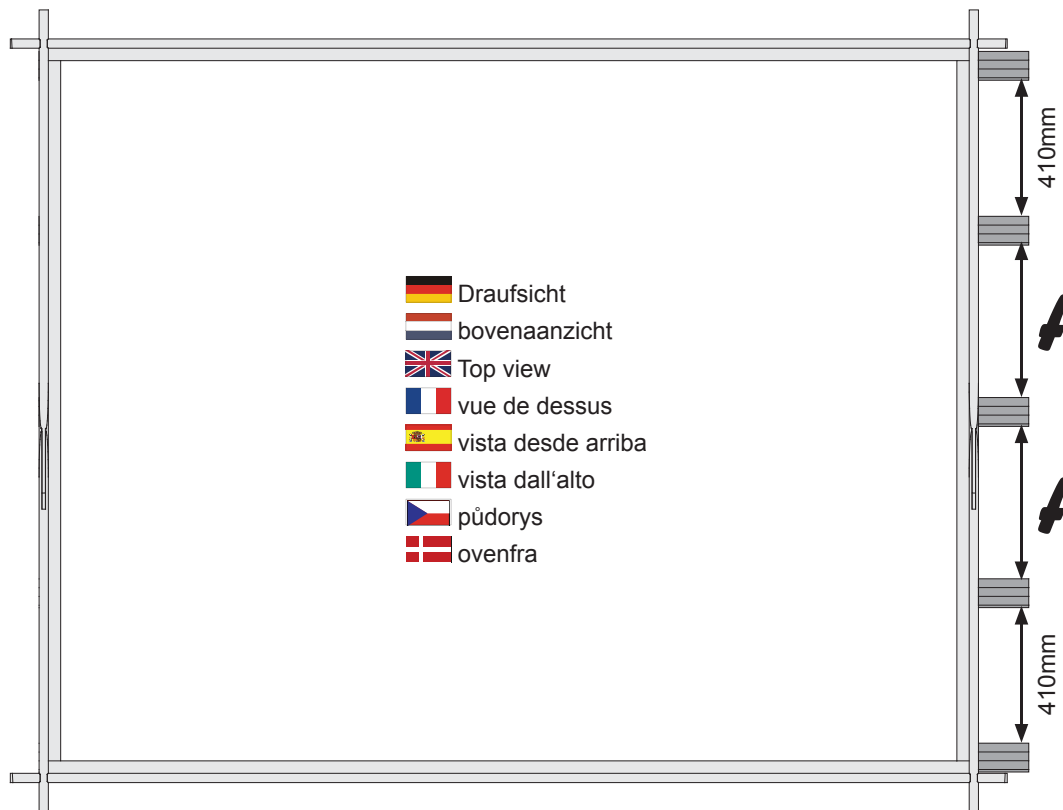 410mm
Draufsicht
bovenaanzicht
Top view
vue de dessus
vista desde arriba
vista dall‘alto
půdorys
ovenfra
410mm